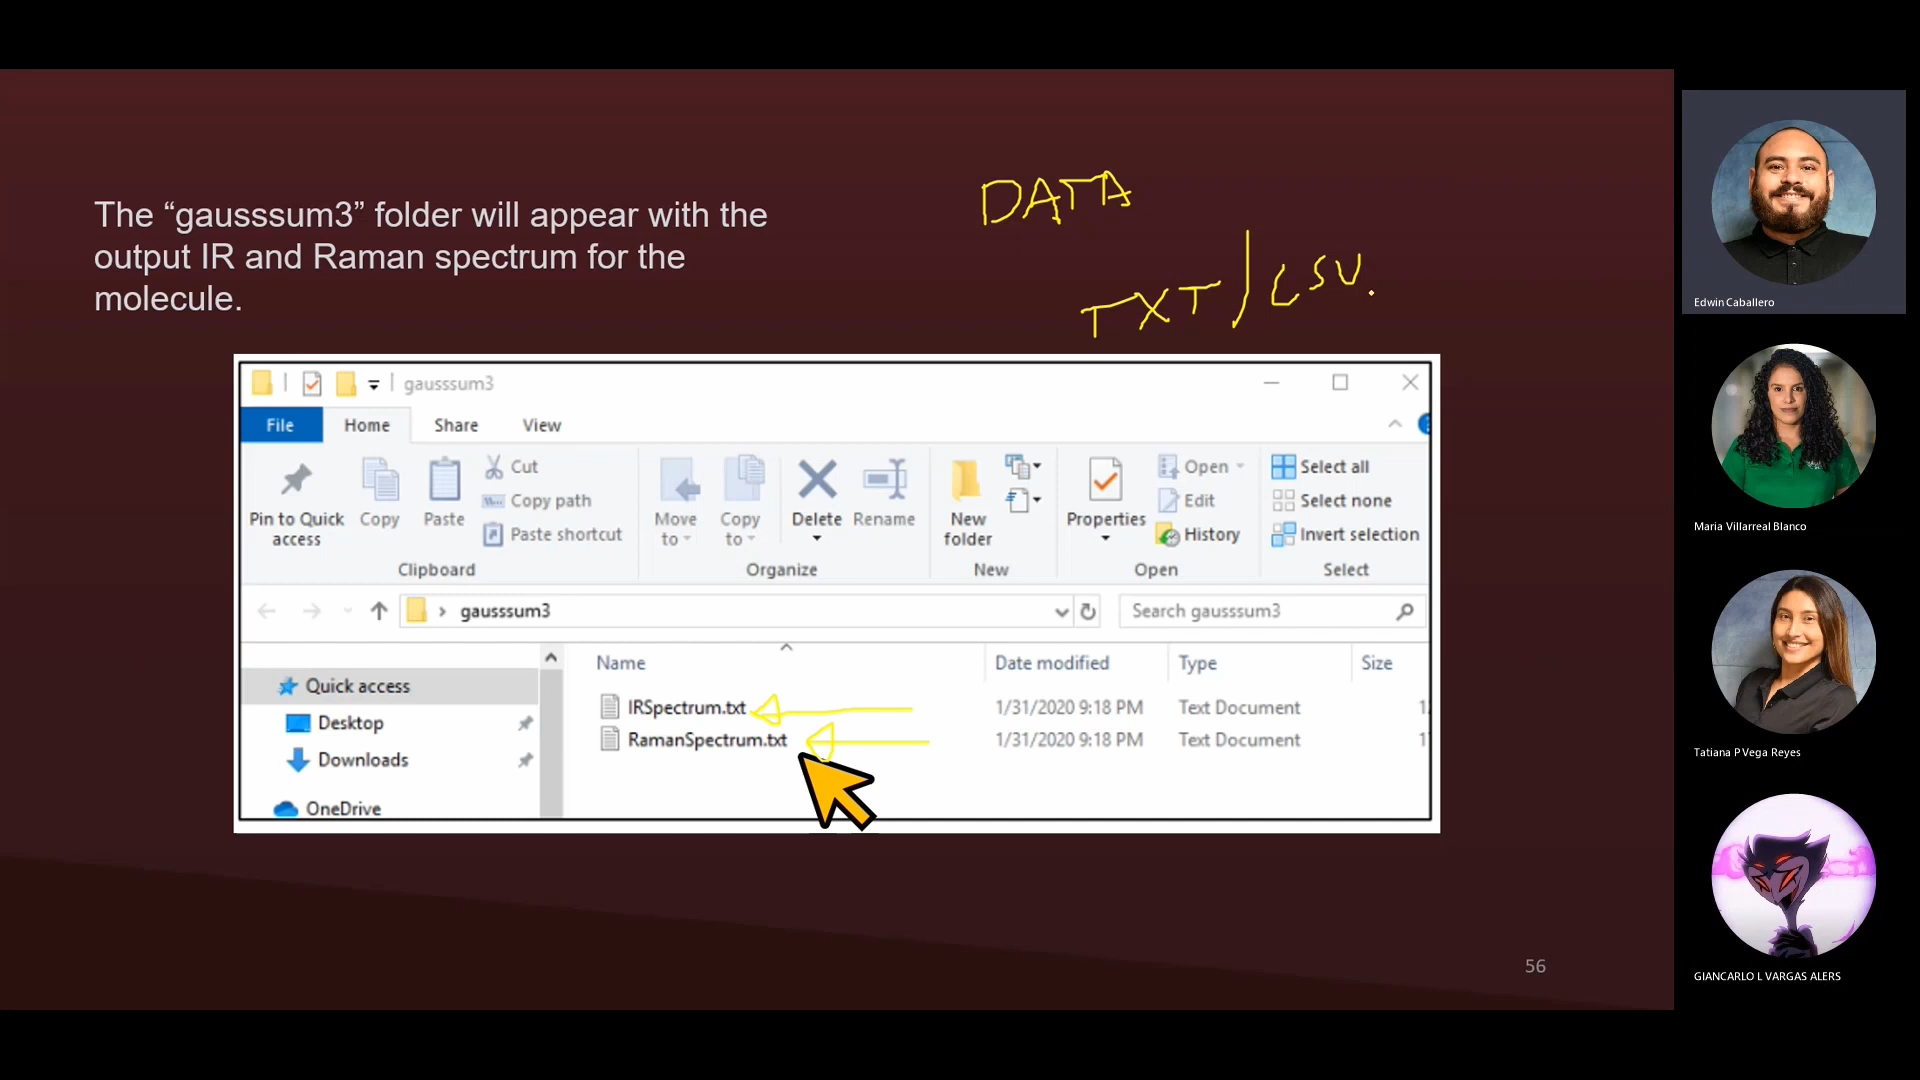 The “gausssum3” folder will appear with the
output IR and Raman spectrum for the
molecule.
DATA
TXT/CSV.
gausssum3
File Home Share View
Pin to Quick access
Copy
Paste
Cut
Copy path
Paste shortcut
Clipboard
Move to
Copy to
Delete
Rename
Organize
New folder
New
Properties
Open
Edit
History
Open
Select all
Select none
Invert selection
Select
gausssum3
Search gausssum3
Quick access
Desktop
Downloads
OneDrive
Name Date modified Type Size
IRSpectrum.txt 1/31/2020 9:18 PM Text Document
RamanSpectrum.txt 1/31/2020 9:18 PM Text Document
56
Edwin Caballero
Maria Villarreal Blanco
Tatiana P Vega Reyes
GIANCARLO L VARGAS ALERS